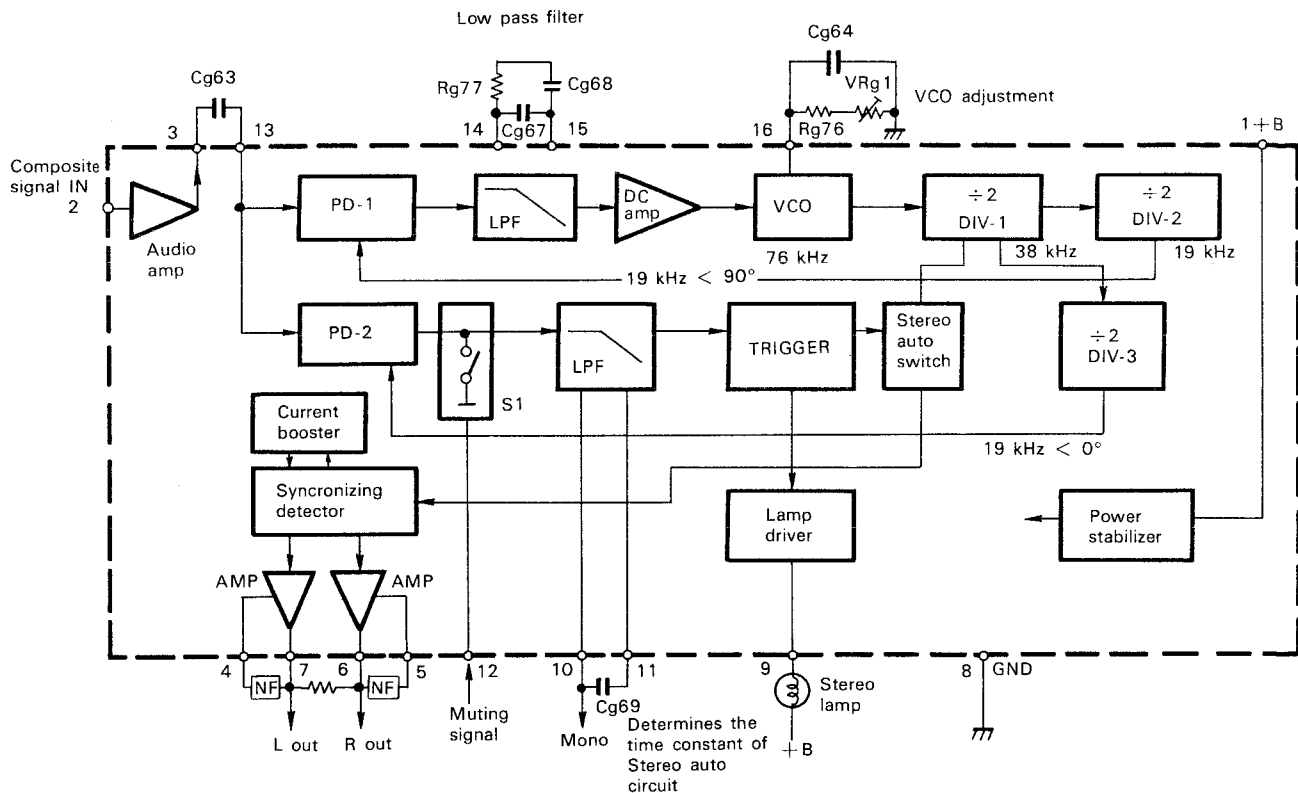 Low pass filter
Cg64
Cg63
Rg77
Cg68
VRg1
VCO adjustment
Cg67
Rg76
3
13
14
15
16
1 +B
Composite
signal IN
2
Audio
amp
PD-1
LPF
DC
amp
VCO
÷2
DIV-1
÷2
DIV-2
76 kHz
38 kHz
19 kHz
19 kHz < 90°
PD-2
S1
LPF
TRIGGER
Stereo
auto
switch
÷2
DIV-3
19 kHz < 0°
Current
booster
Syncronizing
detector
Lamp
driver
Power
stabilizer
AMP
AMP
4
7
6
5
12
10
11
9
8
GND
NF
NF
L out
R out
Muting
signal
Mono
Cg69
Determines the
time constant of
Stereo auto
circuit
Stereo
lamp
+B